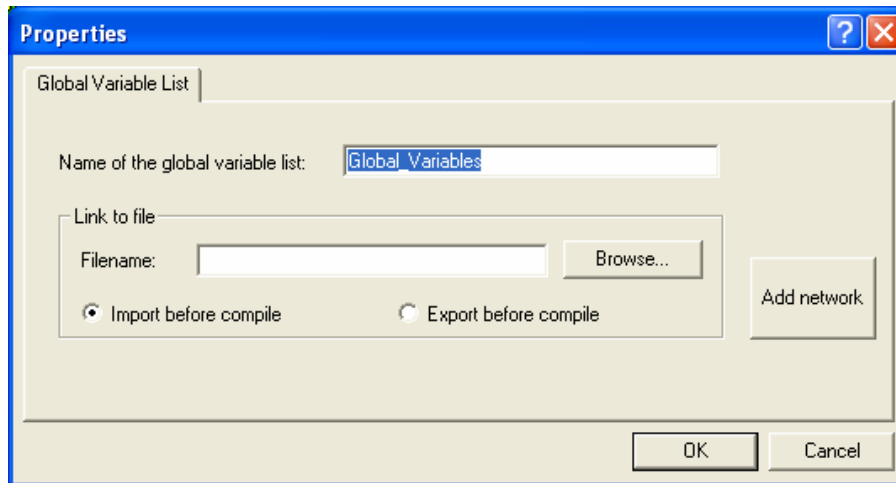 Properties
Global Variable List
Name of the global variable list: Global_Variables
Link to file
Filename: Browse...
Add network
Import before compile Export before compile
OK Cancel